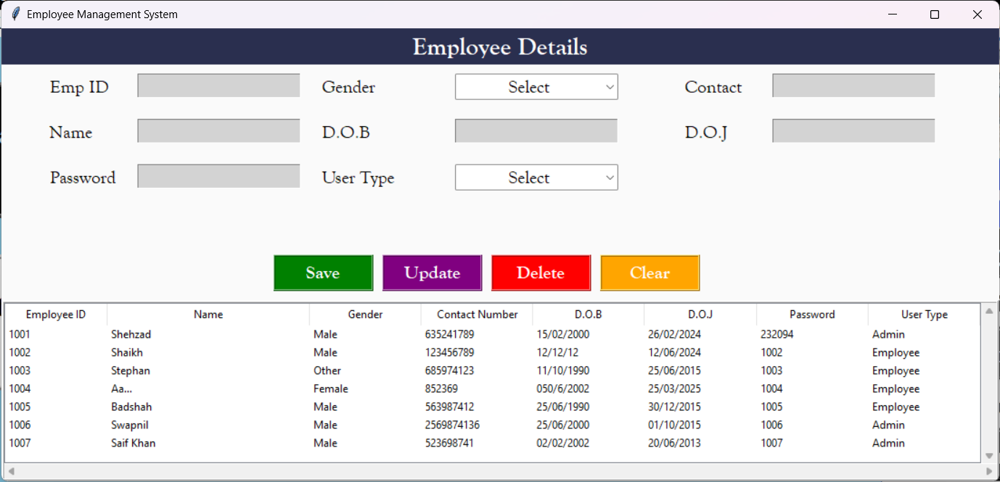 Employee Management System
Employee Details
Emp ID Gender Select Contact
Name D.O.B D.O.J
Password User Type Select
Save Update Delete Clear
Employee ID Name Gender Contact Number D.O.B D.O.J Password User Type
1001 Shehzad Male 635241789 15/02/2000 26/02/2024 232094 Admin
1002 Shaikh Male 123456789 12/12/12 12/06/2024 1002 Employee
1003 Stephan Other 685974123 11/10/1990 25/06/2015 1003 Employee
1004 Aa... Female 852369 050/6/2002 25/03/2025 1004 Employee
1005 Badshah Male 563987412 25/06/1990 30/12/2015 1005 Employee
1006 Swapnil Male 2569874136 25/06/2000 01/10/2015 1006 Admin
1007 Saif Khan Male 523698741 02/02/2002 20/06/2013 1007 Admin